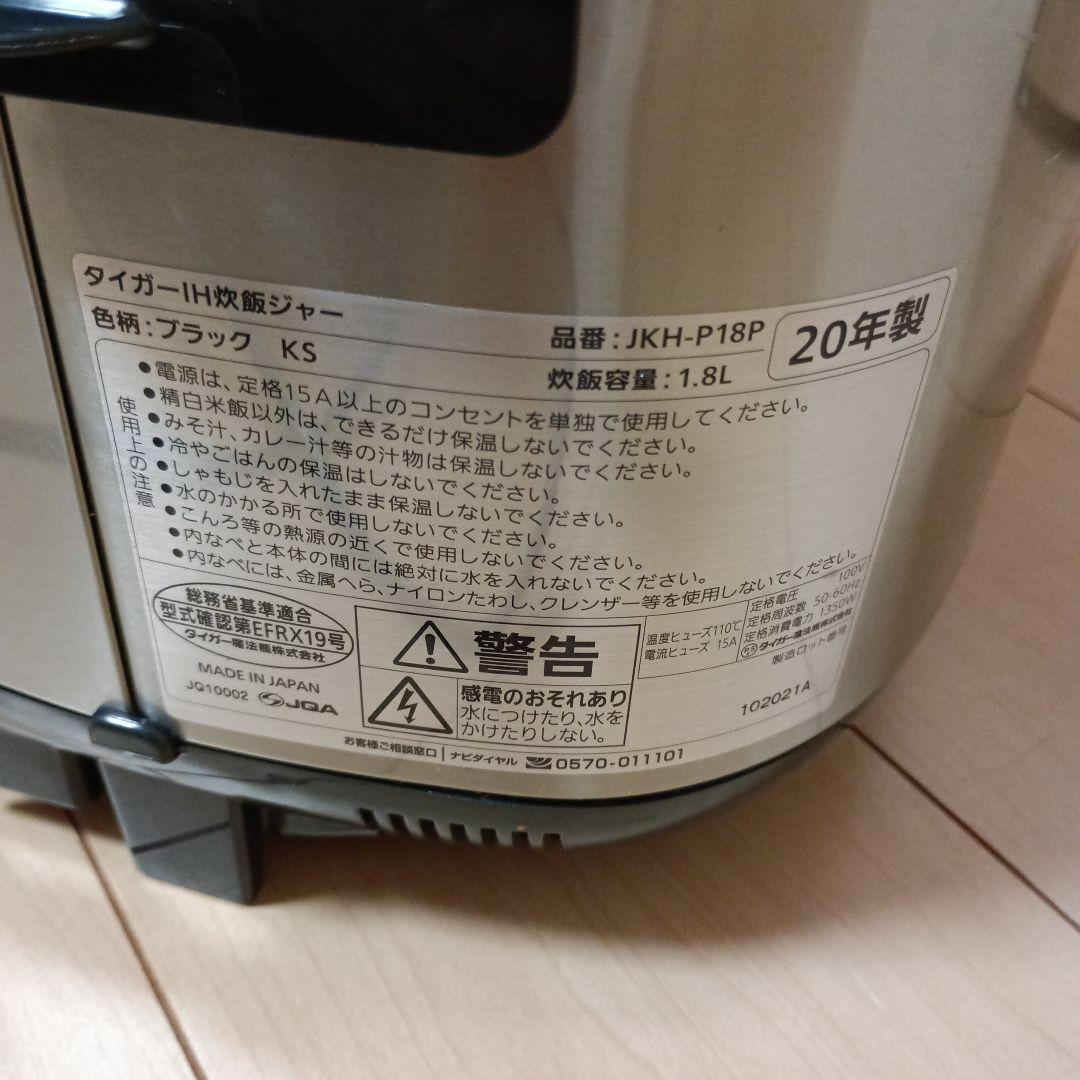 タイガーIH炊飯ジャー
色柄：ブラック KS
品番：JKH-P18P
炊飯容量：1.8L
20年製
使用上の注意
●電源は、定格15A以上のコンセントを単独で使用してください。
●精白米飯以外は、できるだけ保温しないでください。
●みそ汁、カレー汁等の汁物は保温しないでください。
●冷やごはんの保温はしないでください。
●しゃもじを入れたまま保温しないでください。
●水のかかる所で使用しないでください。
●こんろ等の熱源の近くで使用しないでください。
●内なべと本体の間には絶対に水を入れないでください。
●内なべには、金属へら、ナイロンたわし、クレンザー等を使用しないでください。
総務省基準適合
型式確認第EFRX19号
タイガー魔法瓶株式会社
MADE IN JAPAN
JQ10002 JQA
警告
感電のおそれあり
水につけたり、水を
かけたりしない。
温度ヒューズ110℃
電流ヒューズ 15A
定格電圧 100V
定格周波数 50-60Hz
定格消費電力 1350W
タイガー魔法瓶株式会社
製造ロット番号
102021A
お客様ご相談窓口 | ナビダイヤル 0570-011101